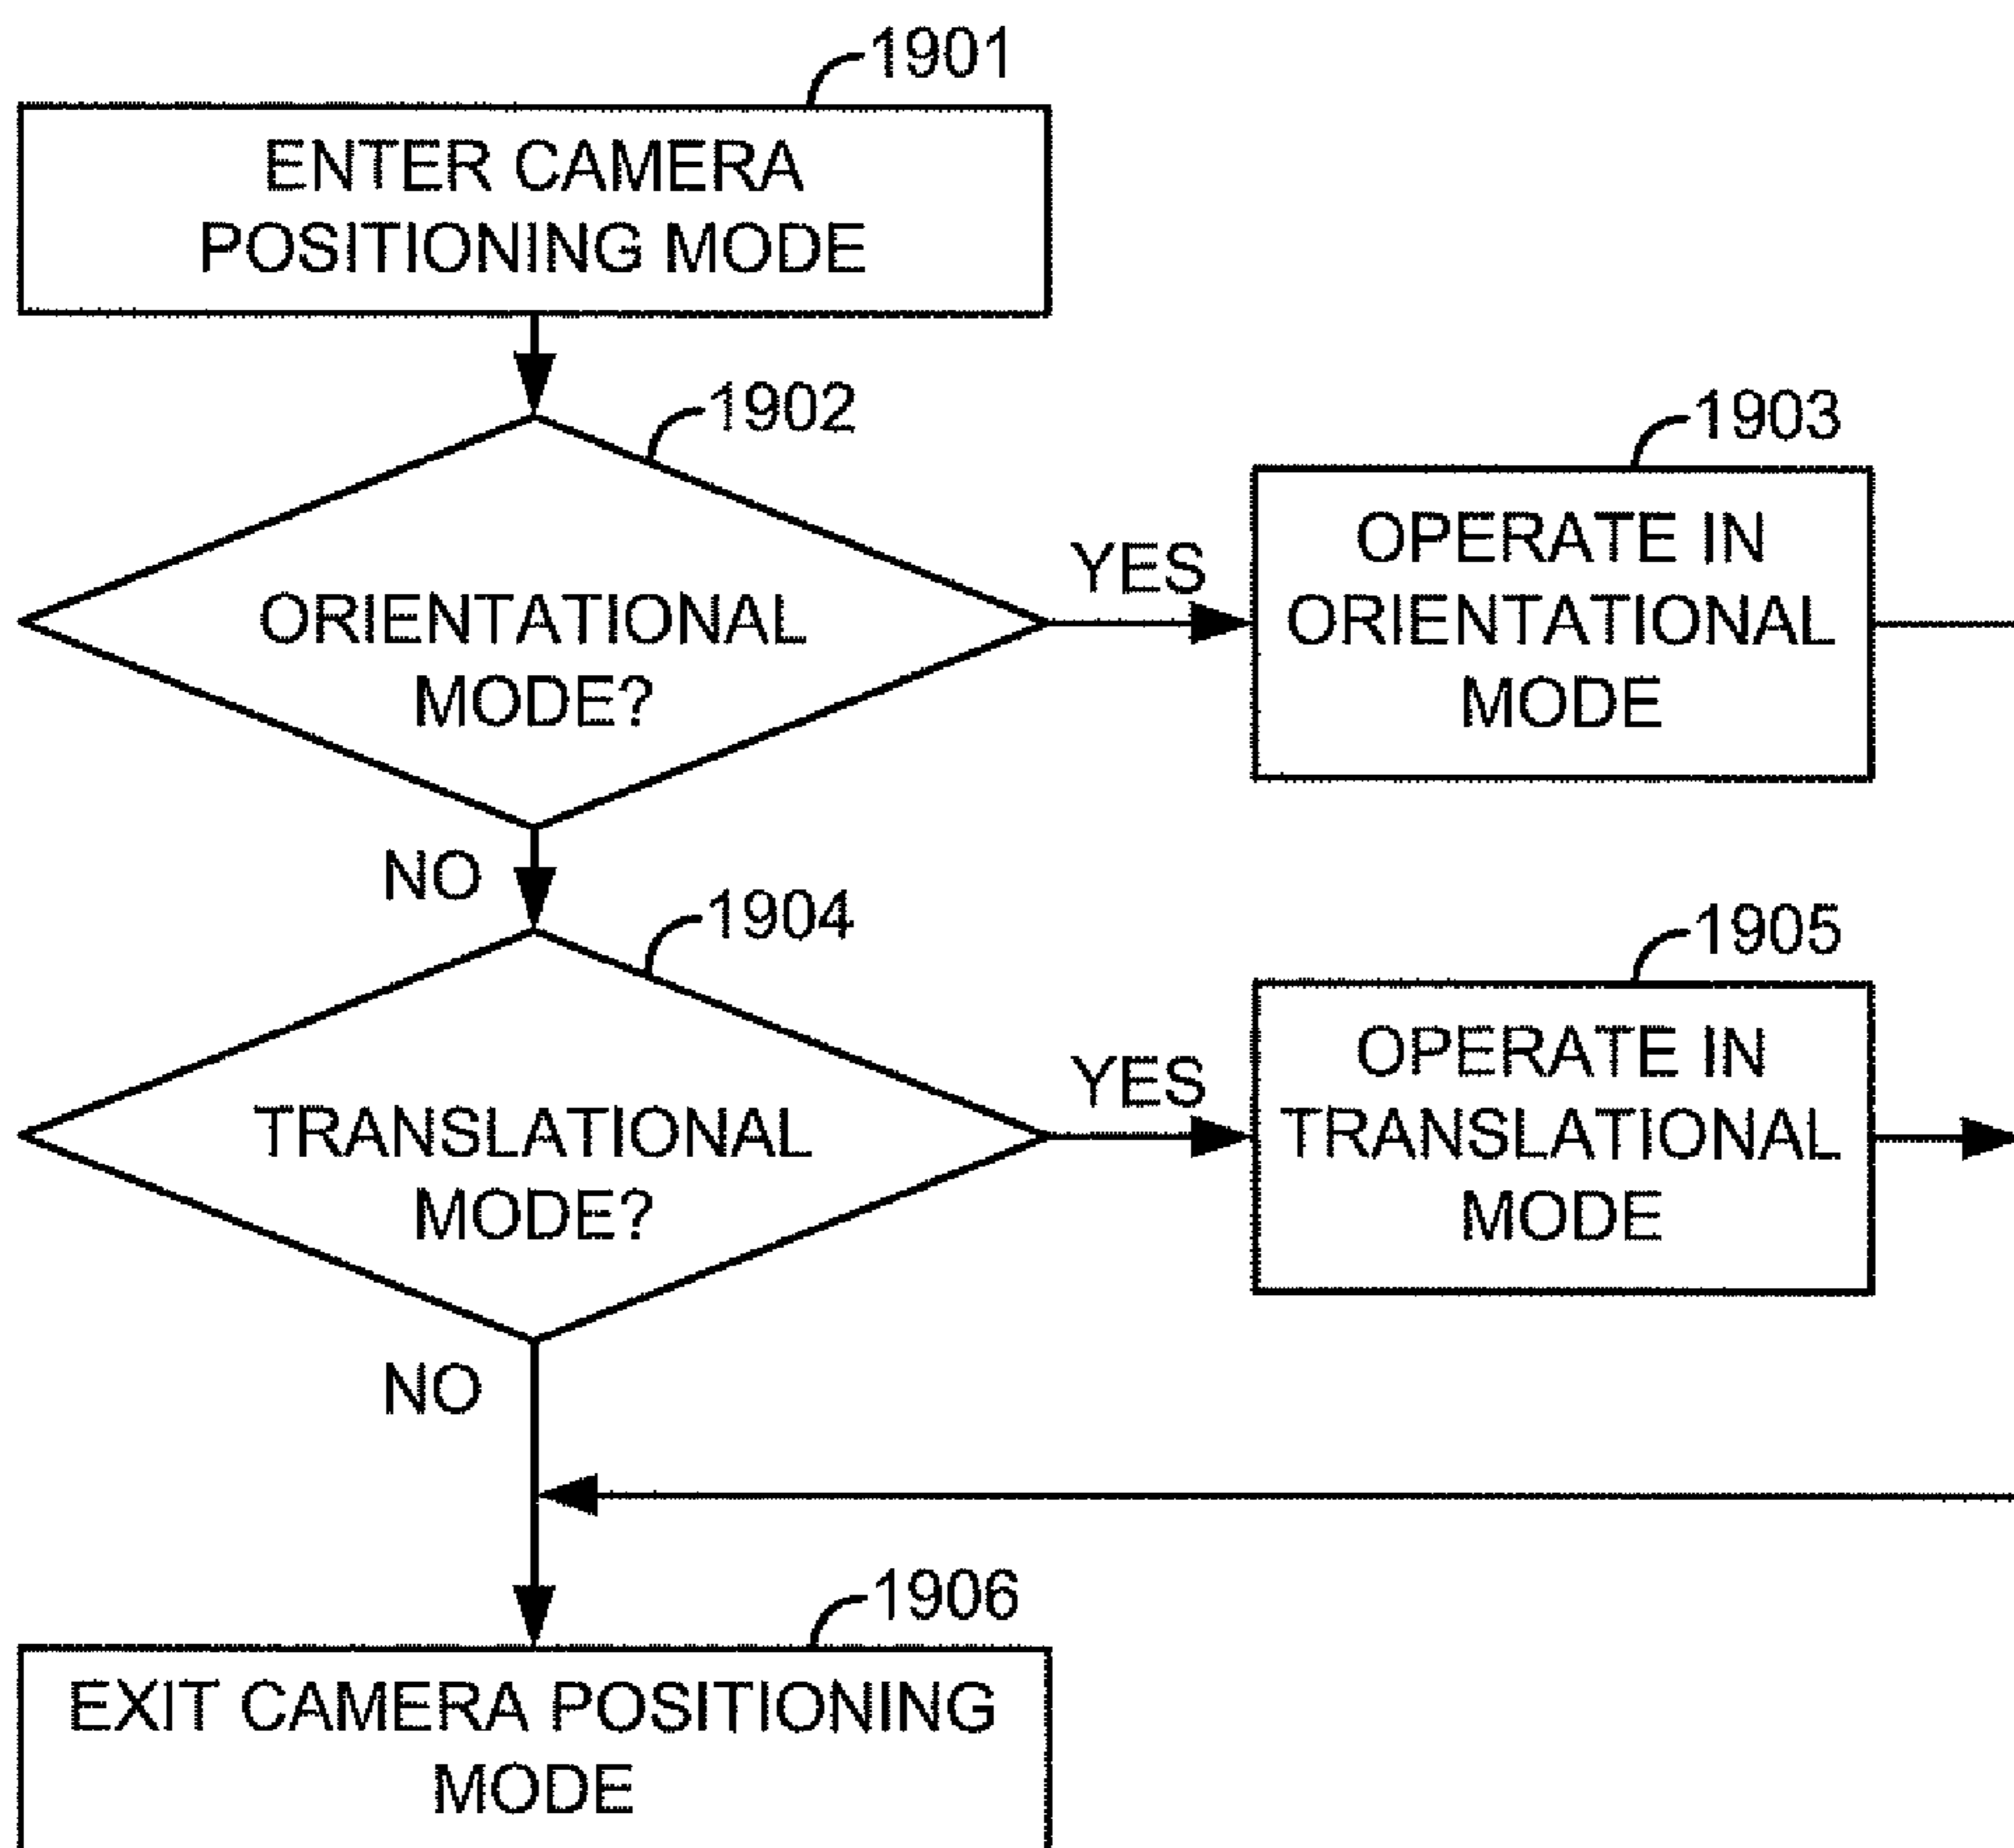 1901
ENTER CAMERA
POSITIONING MODE
1902
ORIENTATIONAL
MODE?
YES
1903
OPERATE IN
ORIENTATIONAL
MODE
NO
1904
TRANSLATIONAL
MODE?
YES
1905
OPERATE IN
TRANSLATIONAL
MODE
NO
1906
EXIT CAMERA POSITIONING
MODE